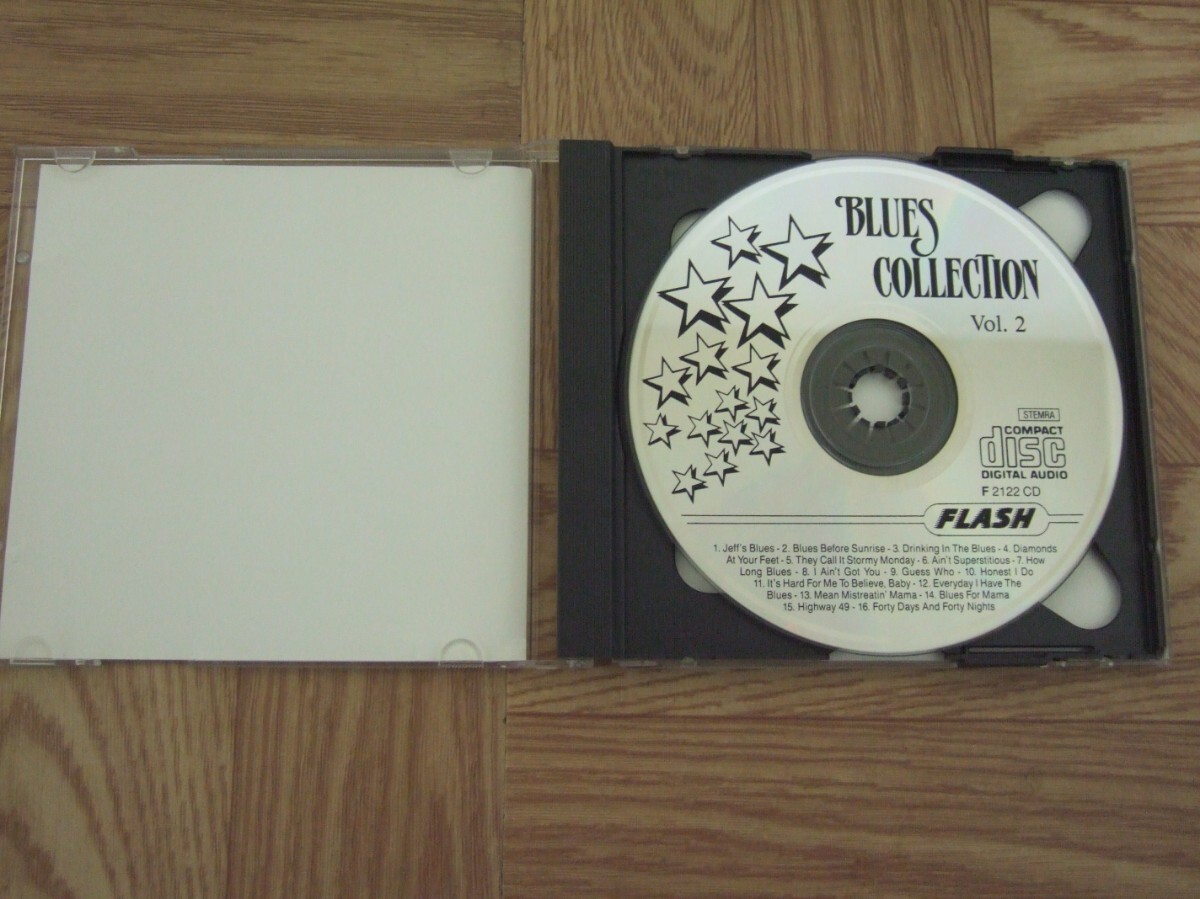 BLUES
COLLECTION
Vol. 2
STEMRA
COMPACT
disc
DIGITAL AUDIO
F 2122 CD
FLASH
1. Jeff's Blues - 2. Blues Before Sunrise - 3. Drinking In The Blues - 4. Diamonds
At Your Feet - 5. They Call It Stormy Monday - 6. Ain't Superstitious - 7. How
Long Blues - 8. I Ain't Got You - 9. Guess Who - 10. Honest I Do
11. It's Hard For Me To Believe, Baby - 12. Everyday I Have The
Blues - 13. Mean Mistreatin' Mama - 14. Blues For Mama
15. Highway 49 - 16. Forty Days And Forty Nights